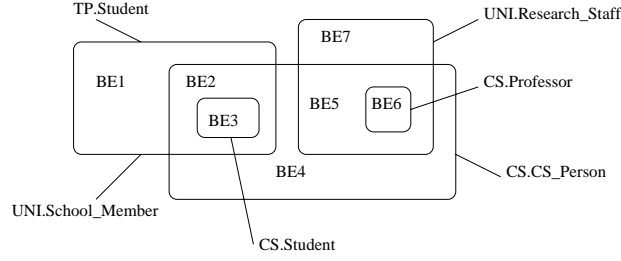 TP.Student
UNI.Research_Staff
BE7
BE1
BE2
CS.Professor
BE3
BE5
BE6
BE4
CS.CS_Person
UNI.School_Member
CS.Student